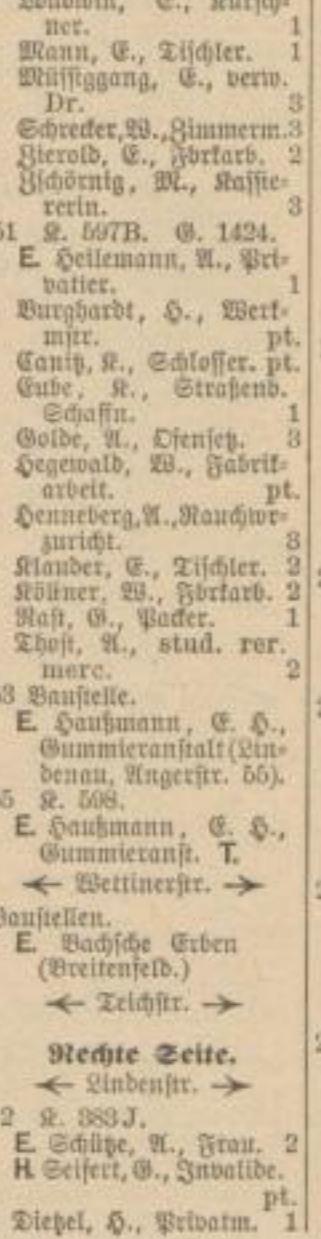 ner. 1
Mann, E., Tischler. 1
Müssiggang, E., verw.
Dr. 3
Schrecker, W., Zimmerm. 3
Zierold, E., Fbrkarb. 2
Zschörnig, M., Kassie-
rerin. 3
51 K. 597B. G. 1424.
E. Heilemann, A., Pri-
vatier. 1
Burghardt, H., Werk-
mstr. pt.
Canitz, K., Schlosser. pt.
Eube, K., Straßenb.
Schaffn. 1
Golde, A., Ofensetz. 3
Hegewald, W., Fabrik-
arbeit. pt.
Henneberg, A., Rauchwr-
zuricht. 3
Klauder, E., Tischler. 2
Köllner, W., Fbrkarb. 2
Rast, G., Packer. 1
Thost, A., stud. rer.
merc. 2
53 Baustelle.
E. Haußmann, E. H.,
Gummieranstalt (Lin-
denau, Angerstr. 55).
5 K. 598.
E. Haußmann, E. H.,
Gummieranst. T.
← Wettinerstr. →
Baustellen.
E. Bachsche Erben
(Breitenfeld.)
← Teichstr. →
Rechte Seite.
← Lindenstr. →
2 K. 383J.
E. Schütze, A., Frau. 2
H. Seifert, G., Invalide.
pt.
Dietzel, H., Privatm. 1